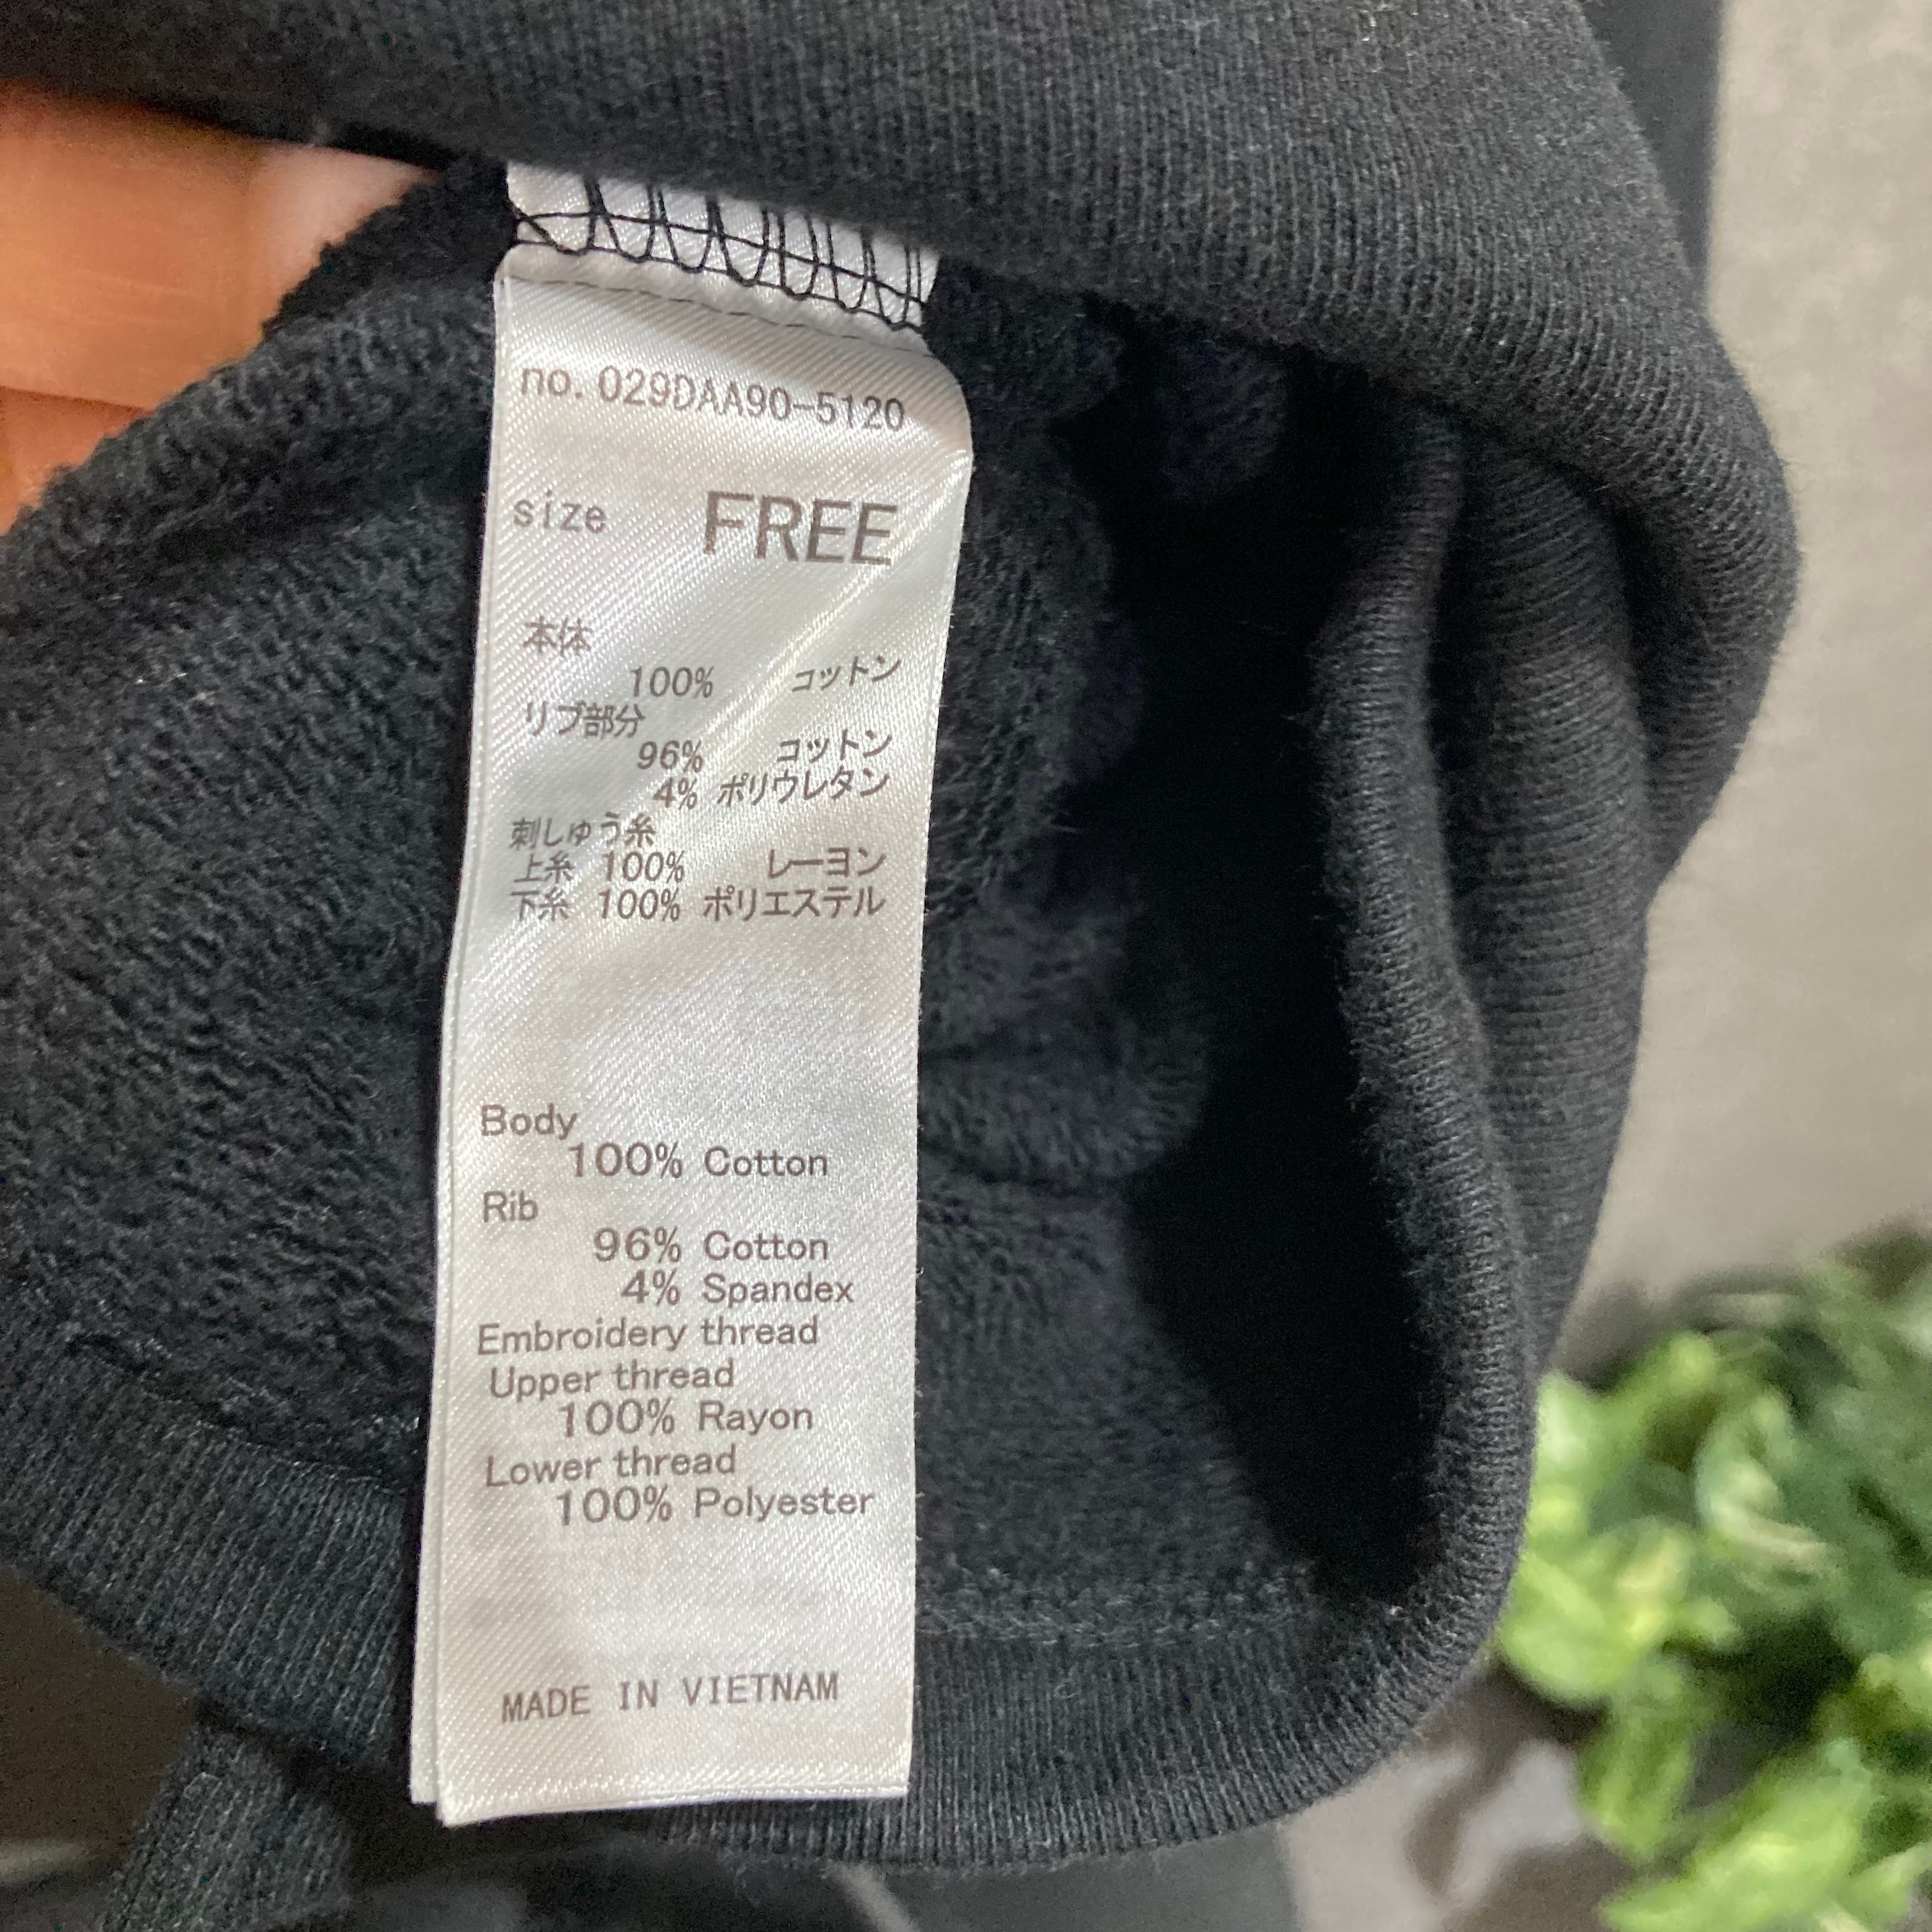 no. 029DAA90-5120
size FREE
本体
100% コットン
リブ部分
96% コットン
4% ポリウレタン
刺しゅう糸
上糸 100% レーヨン
下糸 100% ポリエステル
Body
100% Cotton
Rib
96% Cotton
4% Spandex
Embroidery thread
Upper thread
100% Rayon
Lower thread
100% Polyester
MADE IN VIETNAM